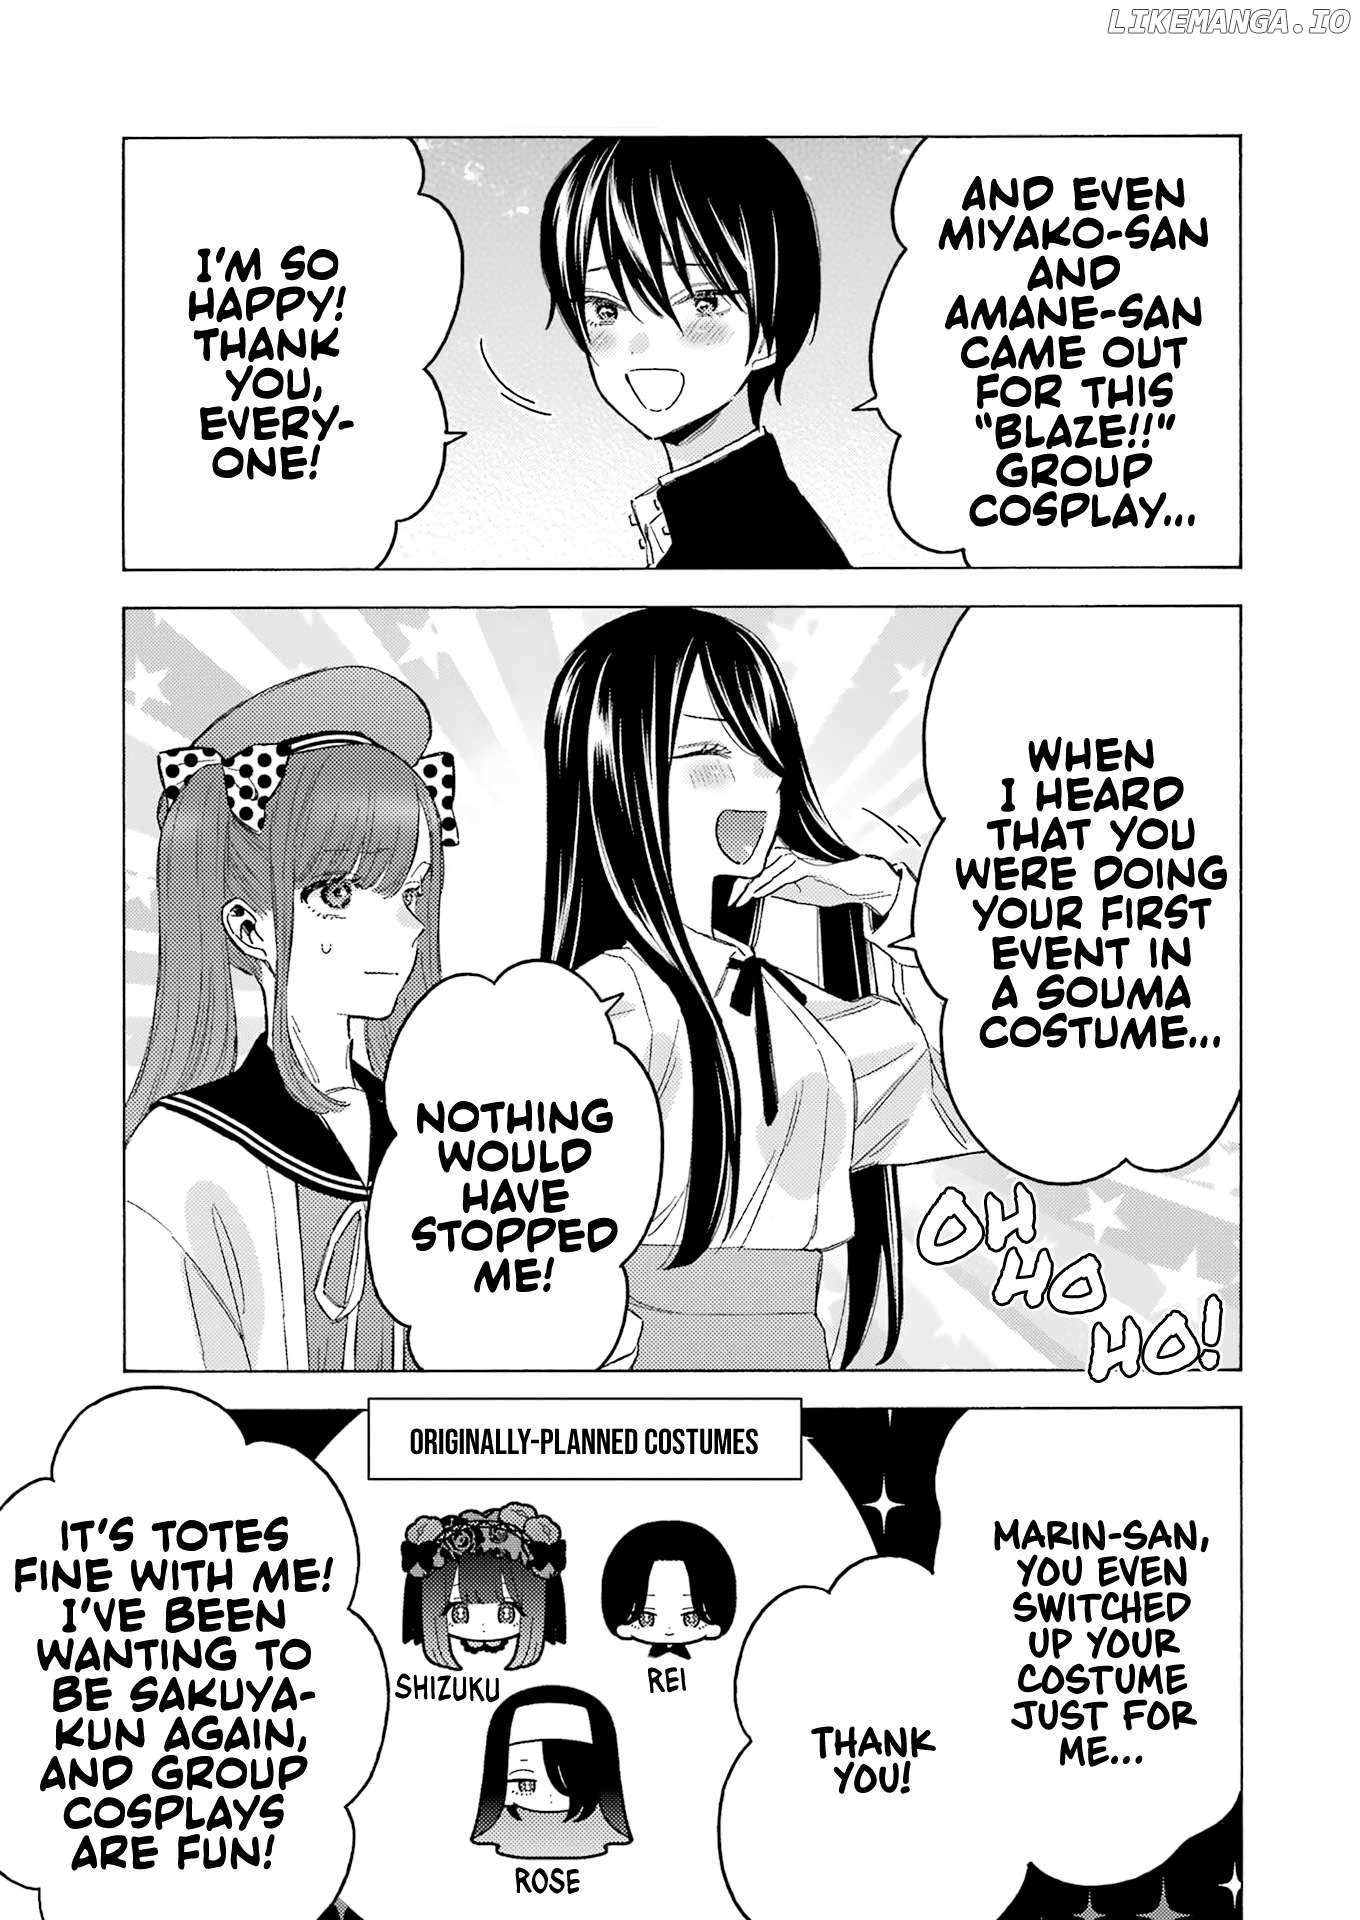 LIKEMANGA.IO
AND EVEN
MIYAKO-SAN
AND
AMANE-SAN
CAME OUT
FOR THIS
"BLAZE!!"
GROUP
COSPLAY...
I'M SO
HAPPY!
THANK
YOU,
EVERY-
ONE!
WHEN
I HEARD
THAT YOU
WERE DOING
YOUR FIRST
EVENT IN
A SOUMA
COSTUME...
NOTHING
WOULD
HAVE
STOPPED
ME!
OH
HO
HO!
MARIN-SAN,
YOU EVEN
SWITCHED
UP YOUR
COSTUME
JUST FOR
ME...
THANK
YOU!
ORIGINALLY-PLANNED COSTUMES
SHIZUKU
REI
ROSE
IT'S TOTES
FINE WITH ME!
I'VE BEEN
WANTING TO
BE SAKUYA-
KUN AGAIN,
AND GROUP
COSPLAYS
ARE FUN!